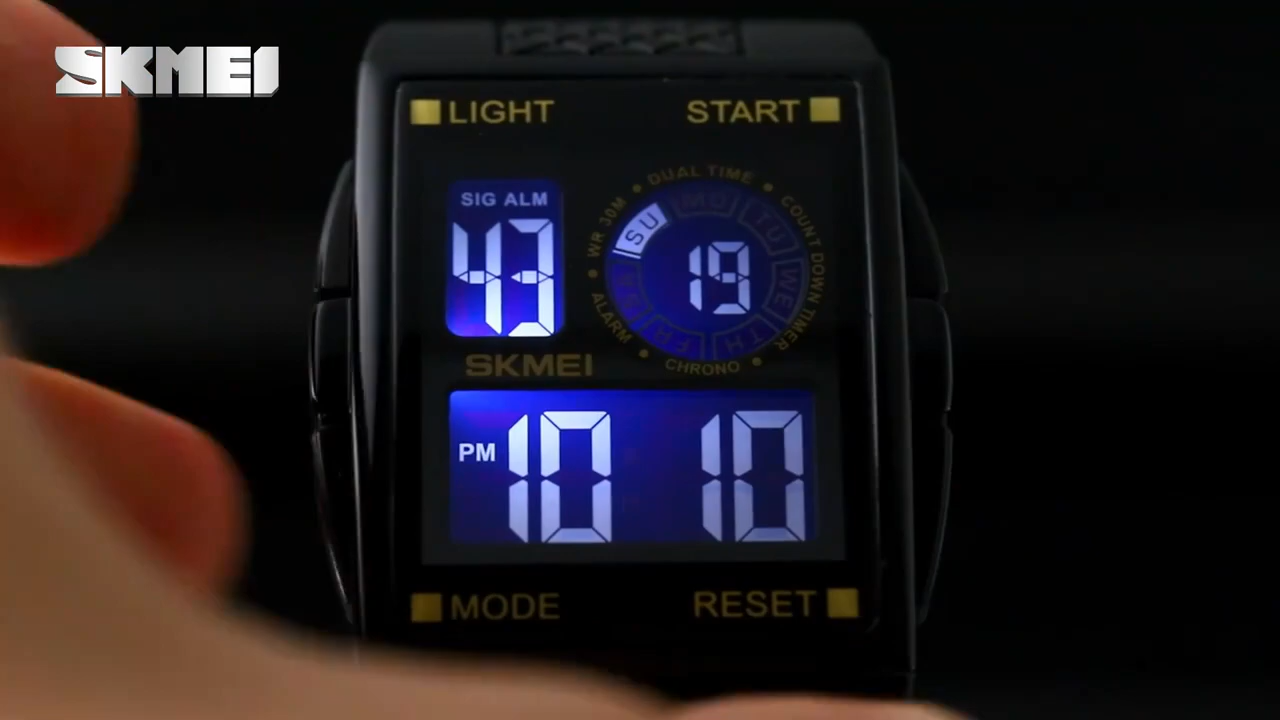 SKMEI
LIGHT START
SIG ALM
43
DUAL TIME
COUNT DOWN TIMER
CHRONO
ALARM
WR 30M
SU MO TU WE TH FR SA
19
SKMEI
PM 10 10
MODE RESET